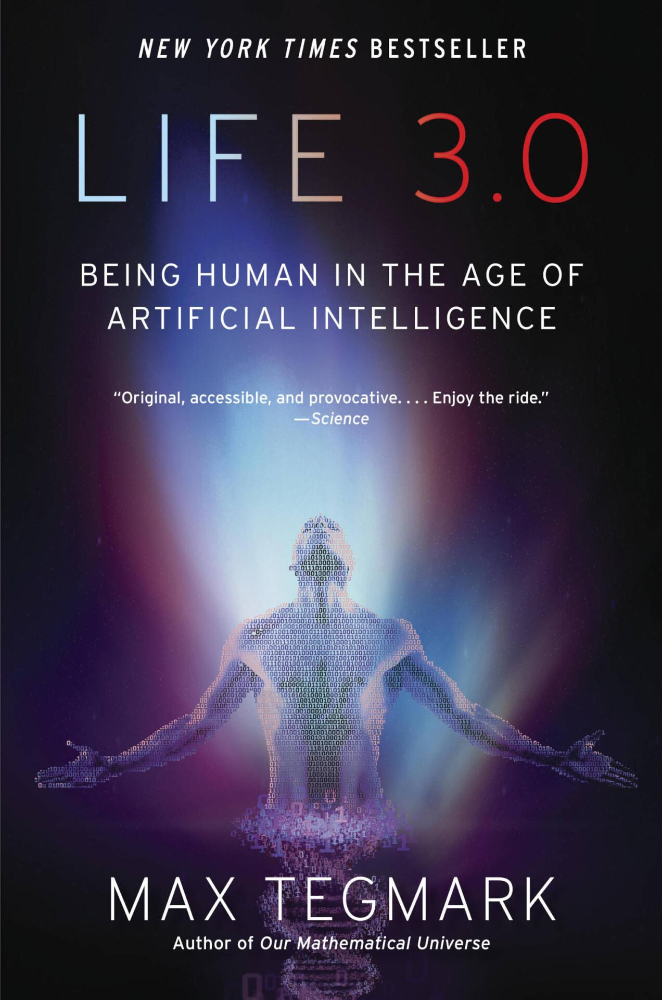 NEW YORK TIMES BESTSELLER
LIFE 3.0
BEING HUMAN IN THE AGE OF
ARTIFICIAL INTELLIGENCE
“Original, accessible, and provocative. . . . Enjoy the ride.”
—Science
MAX TEGMARK
Author of Our Mathematical Universe